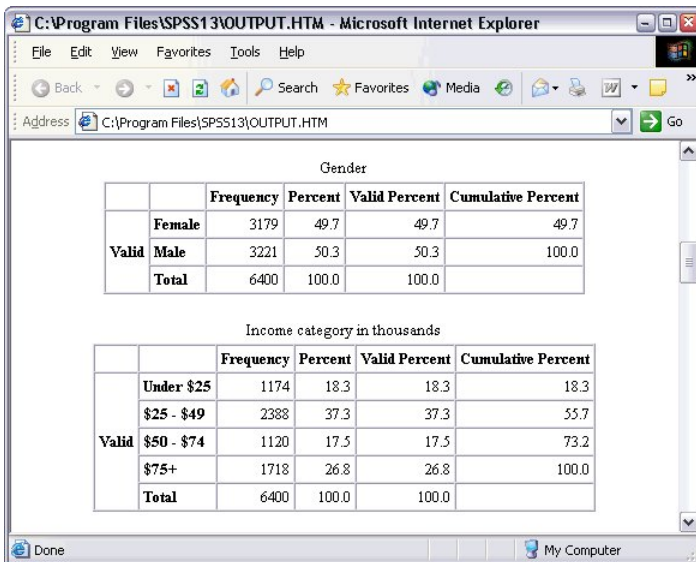 C:\Program Files\SPSS13\OUTPUT.HTM - Microsoft Internet Explorer
File Edit View Favorites Tools Help
Back Search Favorites Media »
Address C:\Program Files\SPSS13\OUTPUT.HTM Go
Gender
Frequency Percent Valid Percent Cumulative Percent
Female 3179 49.7 49.7 49.7
Valid Male 3221 50.3 50.3 100.0
Total 6400 100.0 100.0
Income category in thousands
Frequency Percent Valid Percent Cumulative Percent
Under $25 1174 18.3 18.3 18.3
$25 - $49 2388 37.3 37.3 55.7
Valid $50 - $74 1120 17.5 17.5 73.2
$75+ 1718 26.8 26.8 100.0
Total 6400 100.0 100.0
Done My Computer